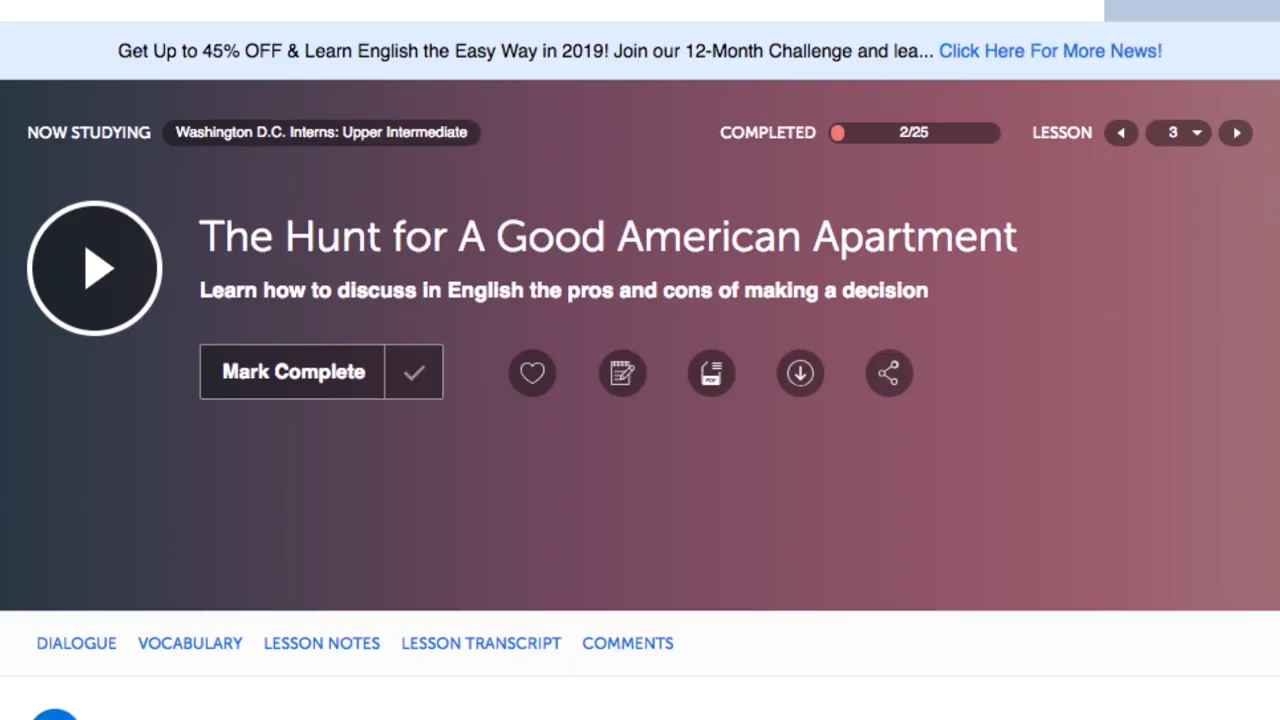 Get Up to 45% OFF & Learn English the Easy Way in 2019! Join our 12-Month Challenge and lea... Click Here For More News!
NOW STUDYING Washington D.C. Interns: Upper Intermediate COMPLETED 2/25 LESSON 3
The Hunt for A Good American Apartment
Learn how to discuss in English the pros and cons of making a decision
Mark Complete
PDF
DIALOGUE VOCABULARY LESSON NOTES LESSON TRANSCRIPT COMMENTS